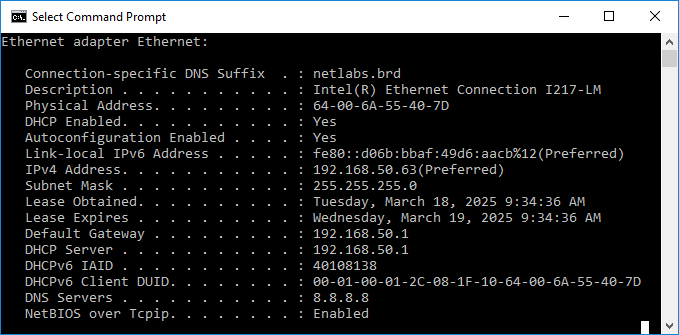 Select Command Prompt
Ethernet adapter Ethernet:
Connection-specific DNS Suffix  . : netlabs.brd
Description . . . . . . . . . . . : Intel(R) Ethernet Connection I217-LM
Physical Address. . . . . . . . . : 64-00-6A-55-40-7D
DHCP Enabled. . . . . . . . . . . : Yes
Autoconfiguration Enabled . . . . : Yes
Link-local IPv6 Address . . . . . : fe80::d06b:bbaf:49d6:aacb%12(Preferred)
IPv4 Address. . . . . . . . . . . : 192.168.50.63(Preferred)
Subnet Mask . . . . . . . . . . . : 255.255.255.0
Lease Obtained. . . . . . . . . . : Tuesday, March 18, 2025 9:34:36 AM
Lease Expires . . . . . . . . . . : Wednesday, March 19, 2025 9:34:36 AM
Default Gateway . . . . . . . . . : 192.168.50.1
DHCP Server . . . . . . . . . . . : 192.168.50.1
DHCPv6 IAID . . . . . . . . . . . : 40108138
DHCPv6 Client DUID. . . . . . . . : 00-01-00-01-2C-08-1F-10-64-00-6A-55-40-7D
DNS Servers . . . . . . . . . . . : 8.8.8.8
NetBIOS over Tcpip. . . . . . . . : Enabled